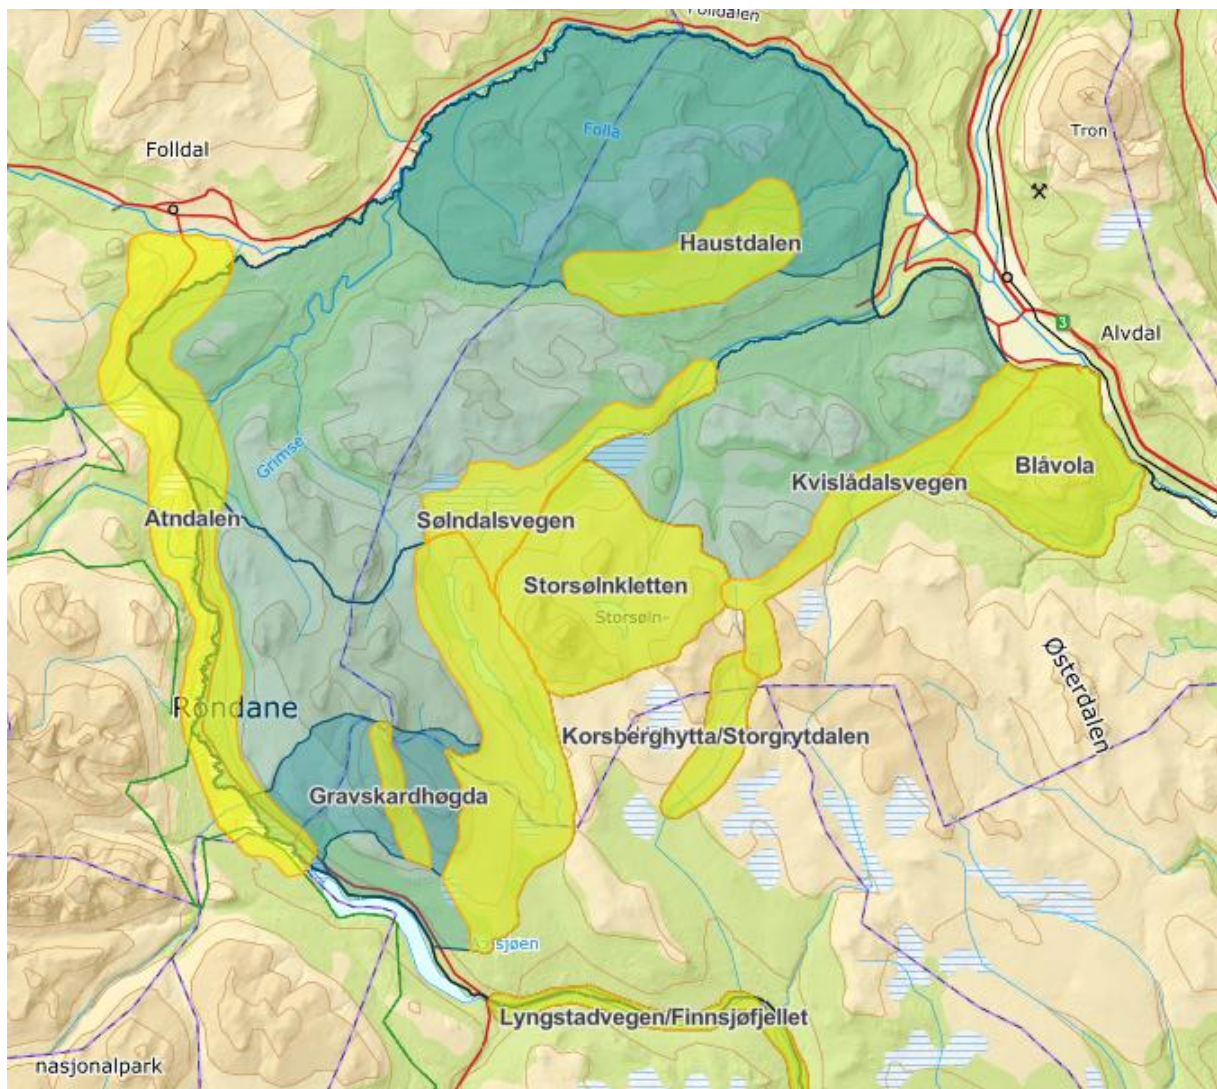 Folldalen
Folldal
Folla
Tron
Haustdalen
3
Alvdal
Grimse
Blåvola
Kvislådalsvegen
Atndalen
Sølndalsvegen
Storsølnkletten
Storsøln-
Østerdalen
Rondane
Korsberghytta/Storgrytdalen
Gravskardhøgda
Atnsjøen
Lyngstadvegen/Finnsjøfjellet
nasjonalpark